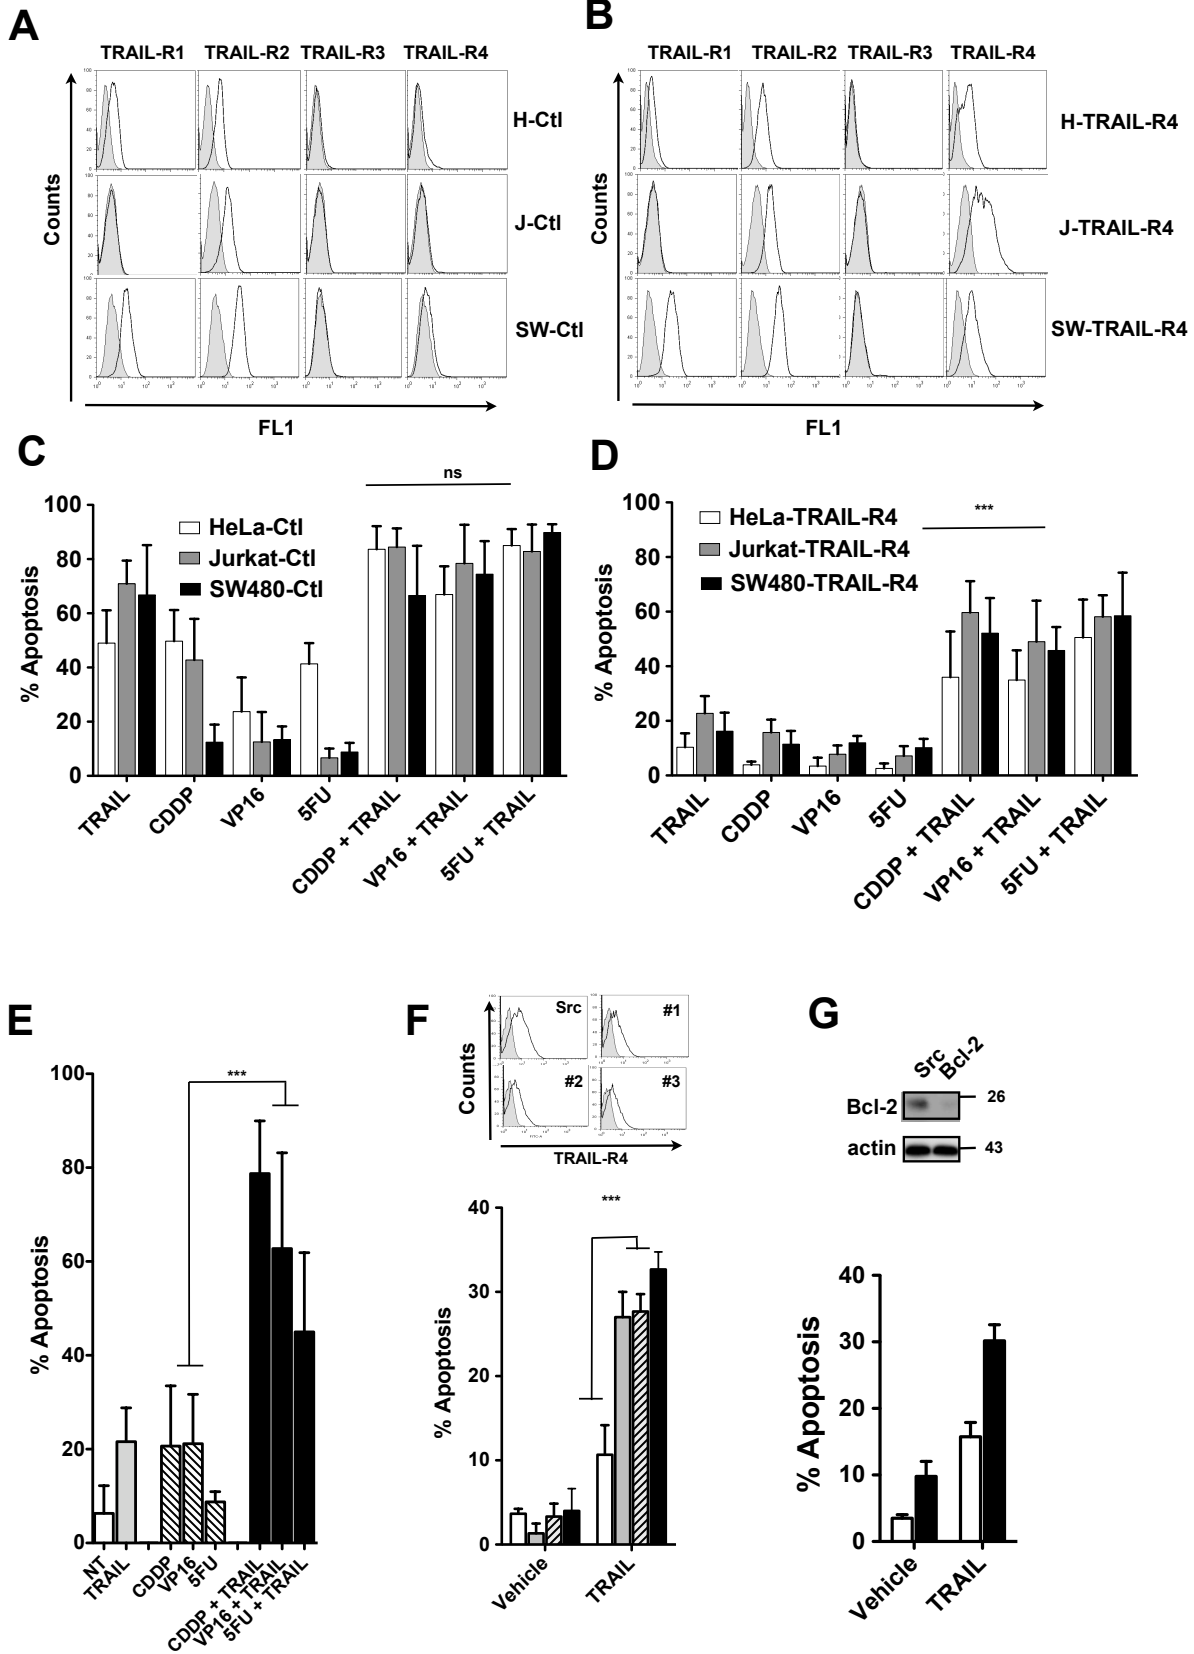 A
TRAIL-R1 TRAIL-R2 TRAIL-R3 TRAIL-R4
Counts
H-Ctl
J-Ctl
SW-Ctl
FL1
B
TRAIL-R1 TRAIL-R2 TRAIL-R3 TRAIL-R4
Counts
H-TRAIL-R4
J-TRAIL-R4
SW-TRAIL-R4
FL1
C
ns
% Apoptosis
100
80
60
40
20
0
HeLa-Ctl
Jurkat-Ctl
SW480-Ctl
TRAIL
CDDP
VP16
5FU
CDDP + TRAIL
VP16 + TRAIL
5FU + TRAIL
D
***
% Apoptosis
100
80
60
40
20
0
HeLa-TRAIL-R4
Jurkat-TRAIL-R4
SW480-TRAIL-R4
TRAIL
CDDP
VP16
5FU
CDDP + TRAIL
VP16 + TRAIL
5FU + TRAIL
E
***
% Apoptosis
100
80
60
40
20
0
NT
TRAIL
CDDP
VP16
5FU
CDDP + TRAIL
VP16 + TRAIL
5FU + TRAIL
F
Counts
Src
#1
#2
#3
TRAIL-R4
***
% Apoptosis
40
30
20
10
0
Vehicle
TRAIL
G
Src
Bcl-2
Bcl-2
26
actin
43
% Apoptosis
40
30
20
10
0
Vehicle
TRAIL